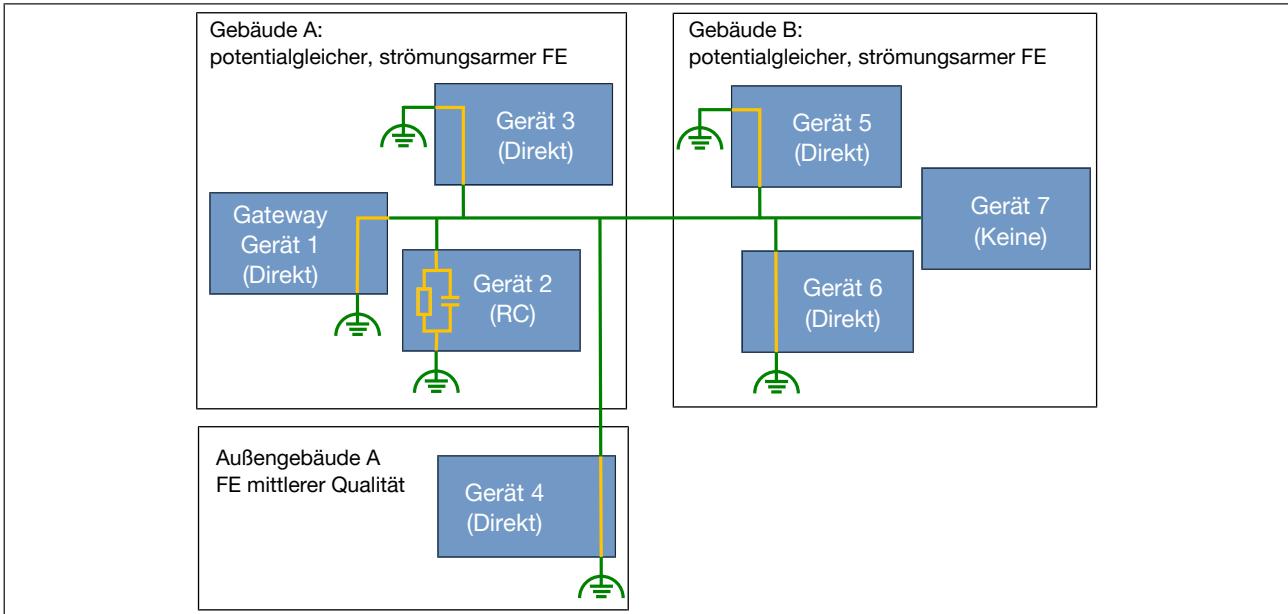 Gebäude A:
potentialgleicher, strömungsarmer FE
Gerät 3
(Direkt)
Gateway
Gerät 1
(Direkt)
Gerät 2
(RC)
Gebäude B:
potentialgleicher, strömungsarmer FE
Gerät 5
(Direkt)
Gerät 7
(Keine)
Gerät 6
(Direkt)
Außengebäude A
FE mittlerer Qualität
Gerät 4
(Direkt)